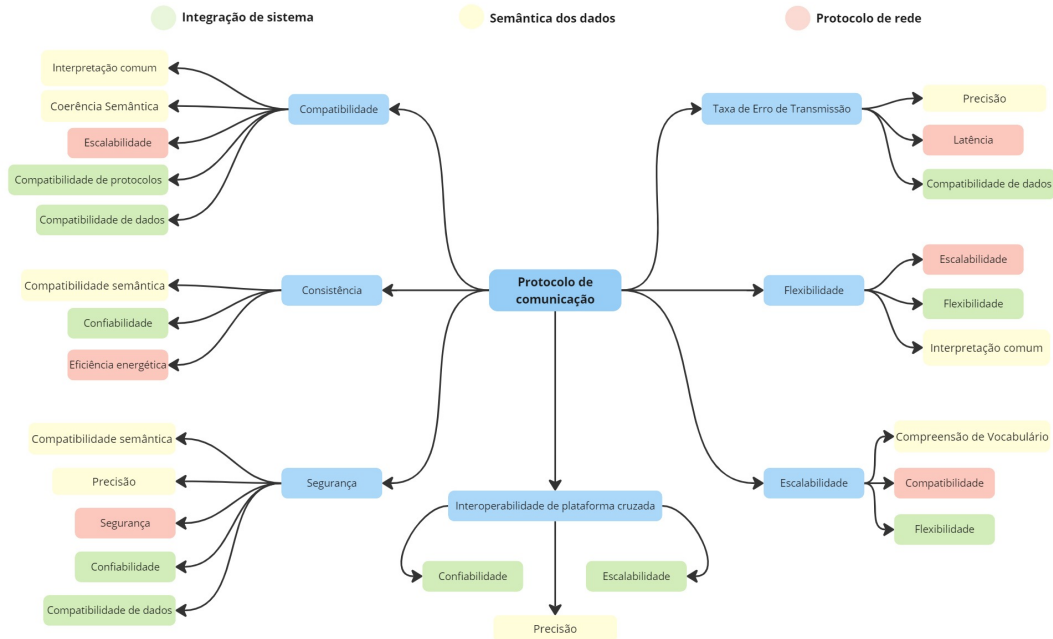 Integração de sistema
Semântica dos dados
Protocolo de rede
Interpretação comum
Coerência Semântica
Escalabilidade
Compatibilidade de protocolos
Compatibilidade de dados
Compatibilidade
Compatibilidade semântica
Confiabilidade
Eficiência energética
Consistência
Compatibilidade semântica
Precisão
Segurança
Confiabilidade
Compatibilidade de dados
Segurança
Protocolo de
comunicação
Interoperabilidade de plataforma cruzada
Confiabilidade
Escalabilidade
Precisão
Taxa de Erro de Transmissão
Precisão
Latência
Compatibilidade de dados
Flexibilidade
Escalabilidade
Flexibilidade
Interpretação comum
Escalabilidade
Compreensão de Vocabulário
Compatibilidade
Flexibilidade